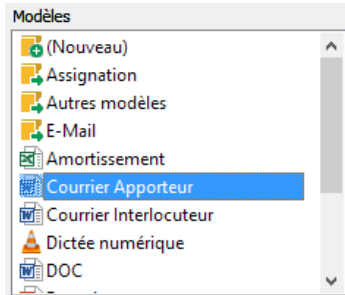 Modèles
(Nouveau)
Assignation
Autres modèles
E-Mail
Amortissement
Courrier Apporteur
Courrier Interlocuteur
Dictée numérique
DOC